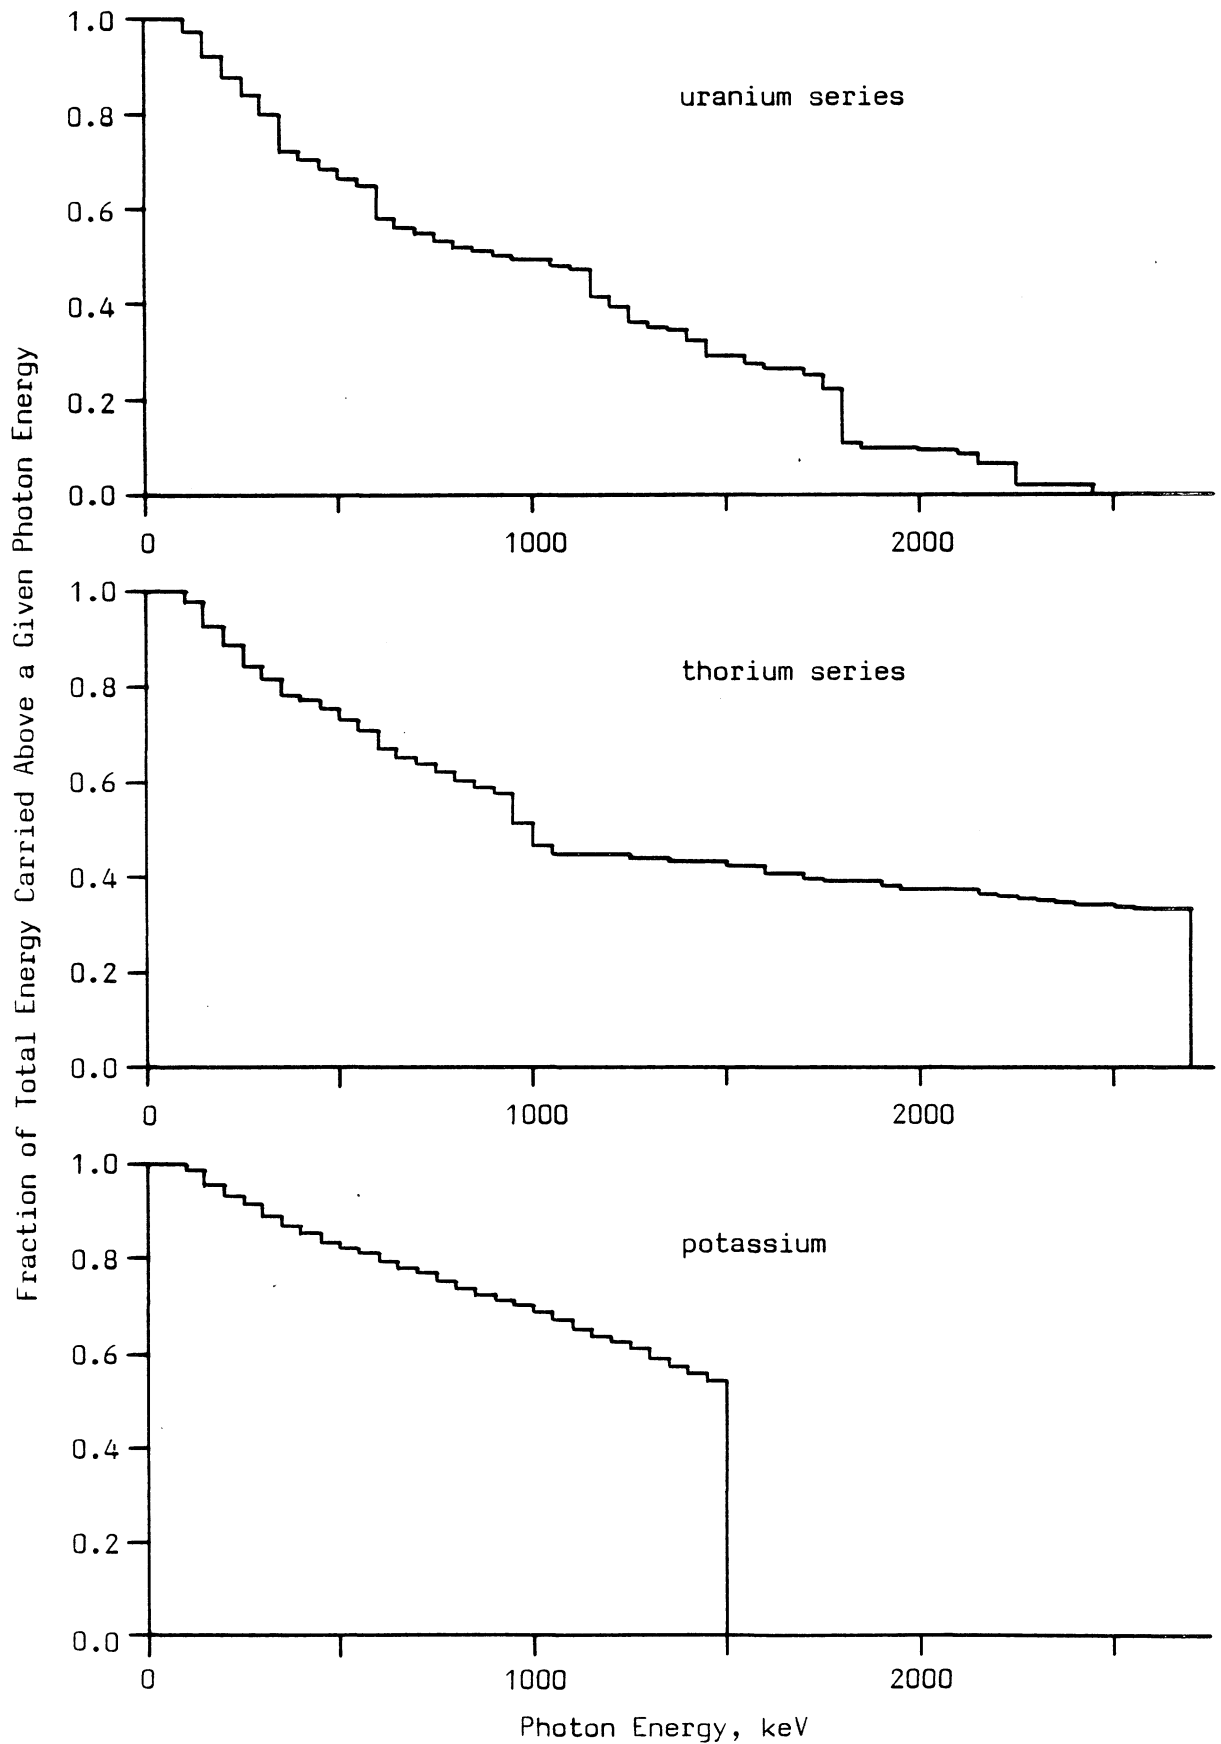 Fraction of Total Energy Carried Above a Given Photon Energy
1.0
0.8
0.6
0.4
0.2
0.0
uranium series
0 1000 2000
1.0
0.8
0.6
0.4
0.2
0.0
thorium series
0 1000 2000
1.0
0.8
0.6
0.4
0.2
0.0
potassium
0 1000 2000
Photon Energy, keV